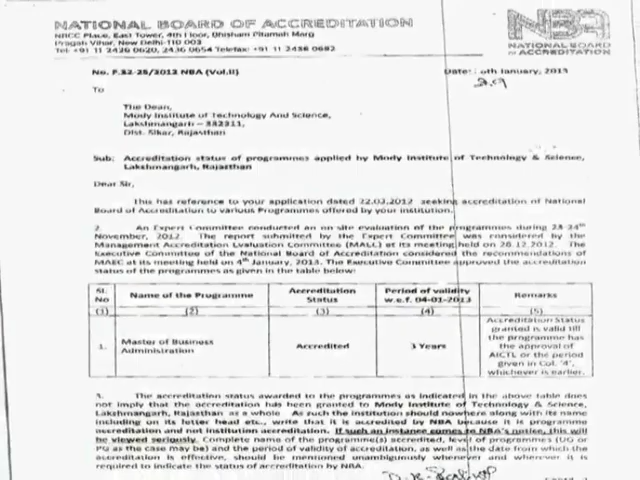 NATIONAL BOARD OF ACCREDITATION
NBCC Place, East Tower, 4th Floor, Bhisham Pitamah Marg
Pragati Vihar, New Delhi-110 003
Tel: +91 11 2430 0620, 2436 0654 Telefax: +91 11 2436 0682
NBA
NATIONAL BOARD
of ACCREDITATION
No. F.32-25/2012 NBA (Vol.II)
Date: 6th January, 2013
To
The Dean,
Mody Institute of Technology And Science,
Lakshmangarh – 332311,
Dist. Sikar, Rajasthan
Sub: Accreditation status of programmes applied by Mody Institute of Technology & Science,
Lakshmangarh, Rajasthan
Dear Sir,
This has reference to your application dated 22.03.2012 seeking accreditation of National
Board of Accreditation to various Programmes offered by your institution.
2. An Expert Committee conducted an on site evaluation of the programmes during 23 24th
November, 2012. The report submitted by the Expert Committee was considered by the
Management Accreditation Evaluation Committee (MAEC) at its meeting held on 28.12.2012. The
Executive Committee of the National Board of Accreditation considered the recommendations of
MAEC at its meeting held on 4th January, 2013. The Executive Committee approved the accreditation
status of the programmes as given in the table below:
Sl. No Name of the Programme Accreditation Status Period of validity w.e.f. 04-01-2013 Remarks
(1) (2) (3) (4) (5)
1. Master of Business Administration Accredited 3 Years Accreditation Status granted is valid till the programme has the approval of AICTE or the period given in Col. '4', whichever is earlier.
3. The accreditation status awarded to the programmes as indicated in the above table does
not imply that the accreditation has been granted to Mody Institute of Technology & Science,
Lakshmangarh, Rajasthan as a whole. As such the institution should nowhere along with its name
including on its letter head etc., write that it is accredited by NBA because it is programme
accreditation and not institution accreditation. If such an instance comes to NBA's notice, this will
be viewed seriously. Complete name of the programme(s) accredited, level of programmes (UG or
PG as the case may be) and the period of validity of accreditation, as well as the date from which the
accreditation is effective, should be mentioned unambiguously whenever and wherever it is
required to indicate the status of accreditation by NBA.